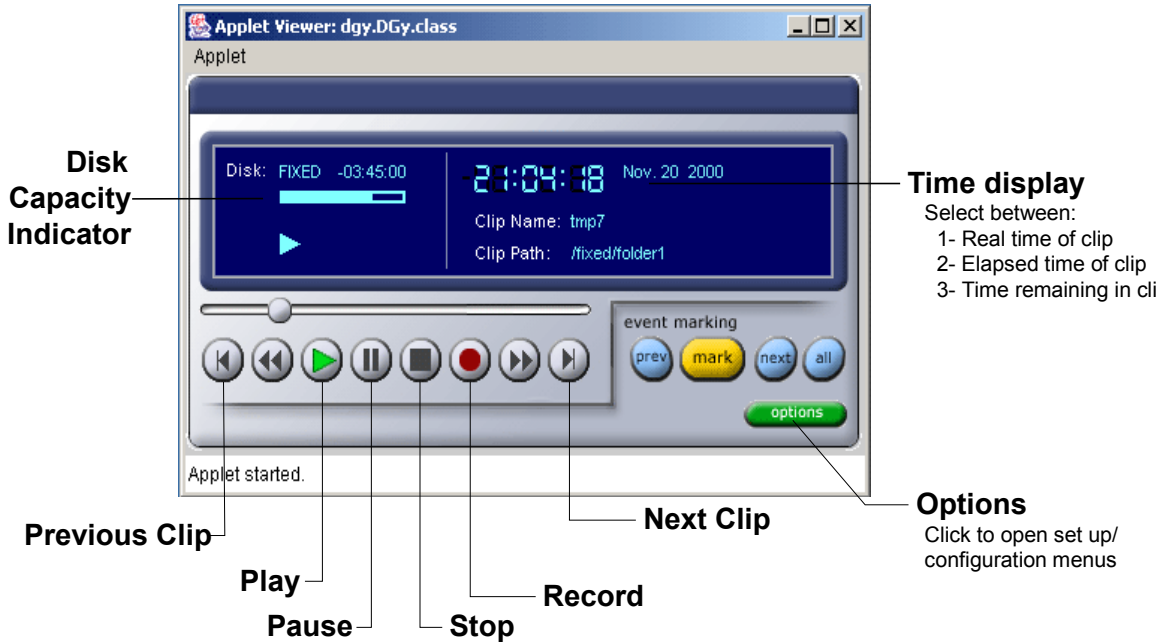 Applet Viewer: dgy.DGy.class
Applet
Disk Capacity Indicator
Disk: FIXED -03:45:00
21:04:18 Nov. 20 2000
Clip Name: tmp7
Clip Path: /fixed/folder1
Time display
Select between:
1- Real time of clip
2- Elapsed time of clip
3- Time remaining in cli
event marking
prev mark next all
options
Applet started.
Previous Clip
Play
Pause
Stop
Record
Next Clip
Options
Click to open set up/
configuration menus